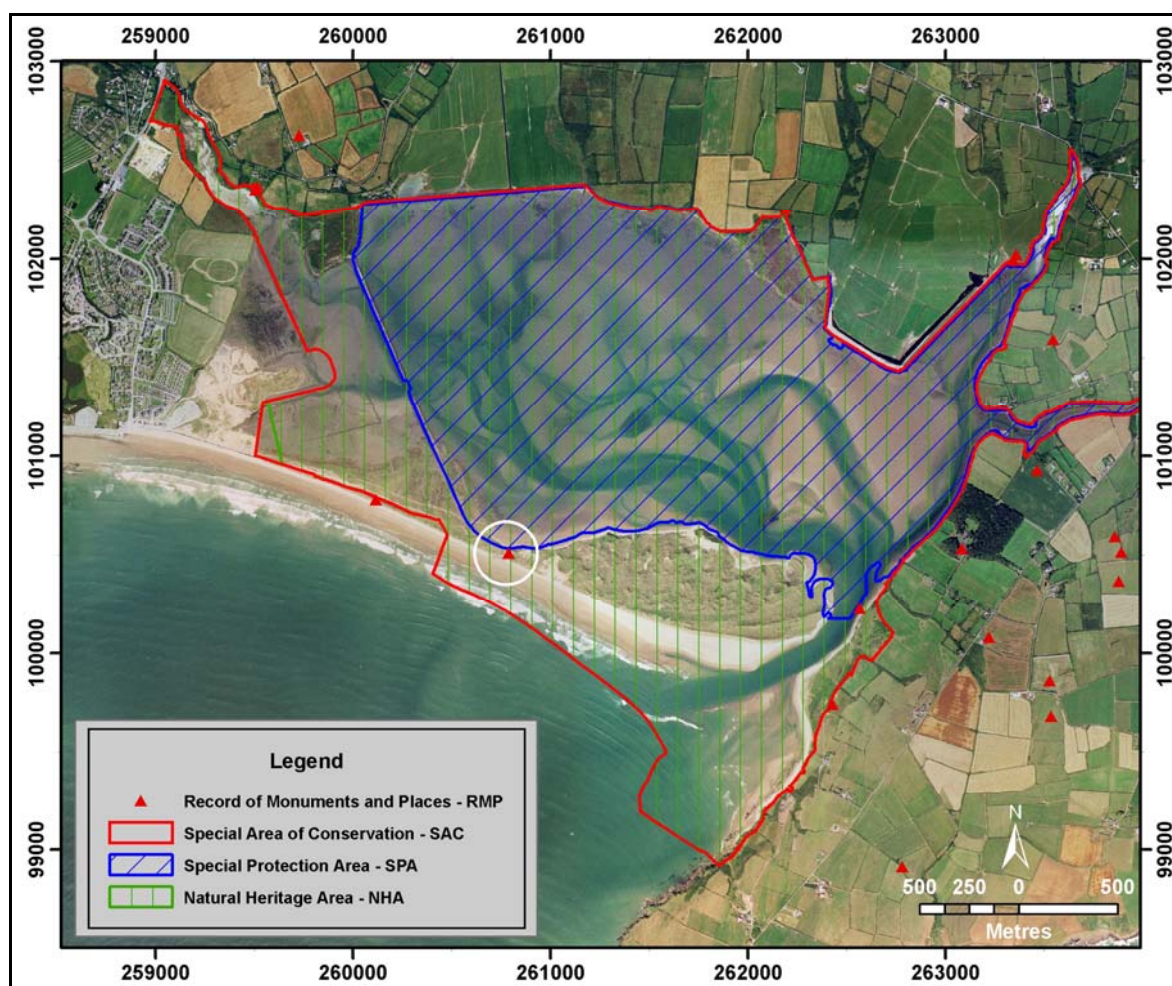 259000 260000 261000 262000 263000
103000 103000
102000 102000
101000 101000
100000 100000
99000 99000
Legend
Record of Monuments and Places - RMP
Special Area of Conservation - SAC
Special Protection Area - SPA
Natural Heritage Area - NHA
N
500 250 0 500
Metres
259000 260000 261000 262000 263000